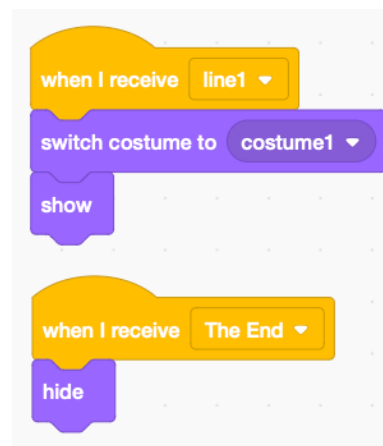 when I receive line1
switch costume to costume1
show
when I receive The End
hide